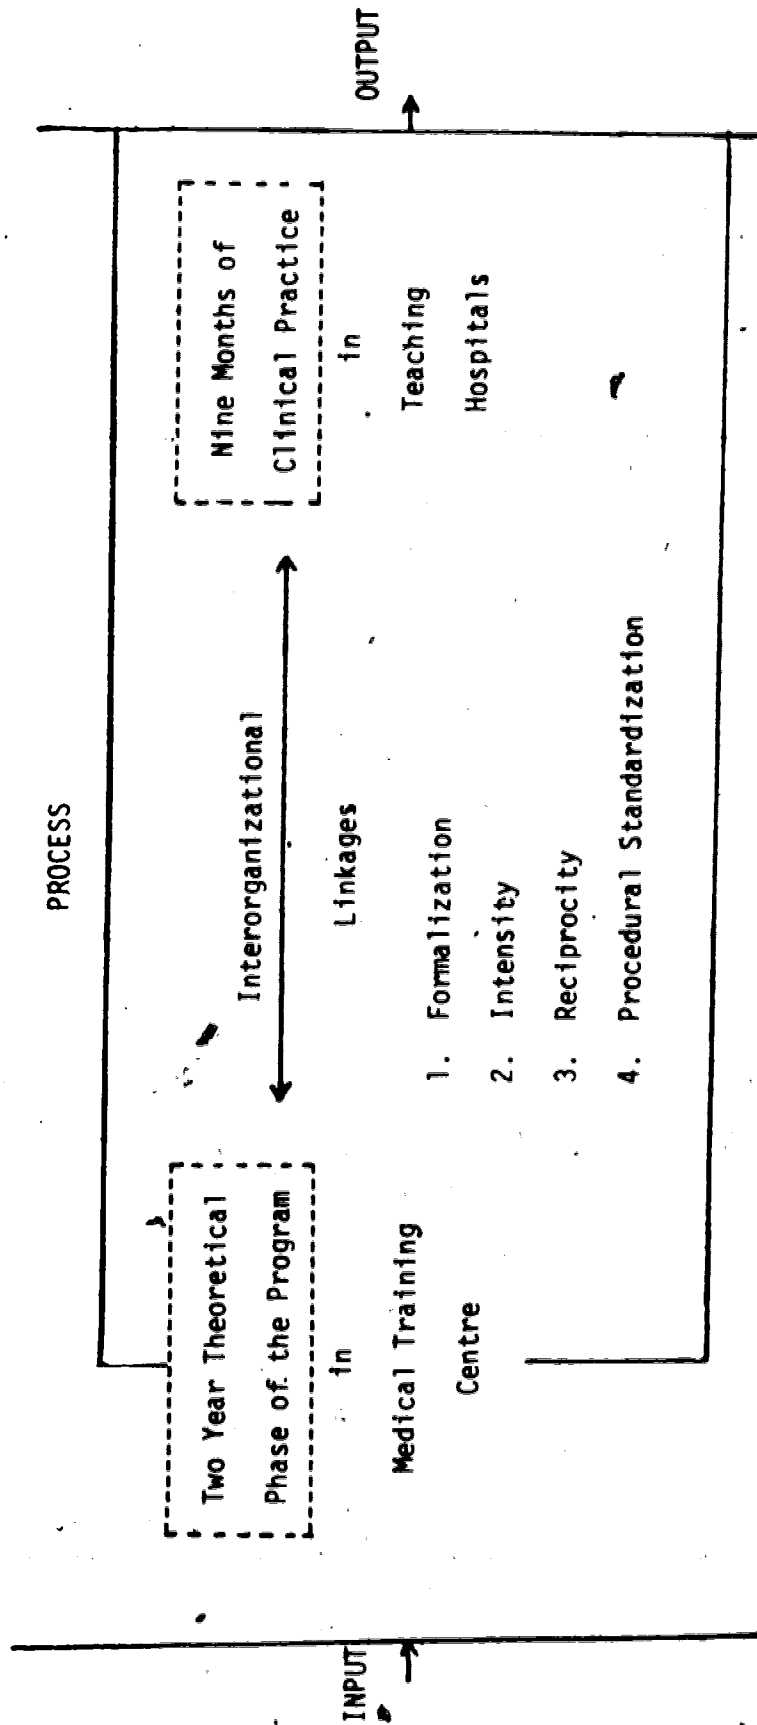 PROCESS
INPUT
Two Year Theoretical
Phase of the Program
in
Medical Training
Centre
Interorganizational
Linkages
1. Formalization
2. Intensity
3. Reciprocity
4. Procedural Standardization
Nine Months of
Clinical Practice
in
Teaching
Hospitals
OUTPUT